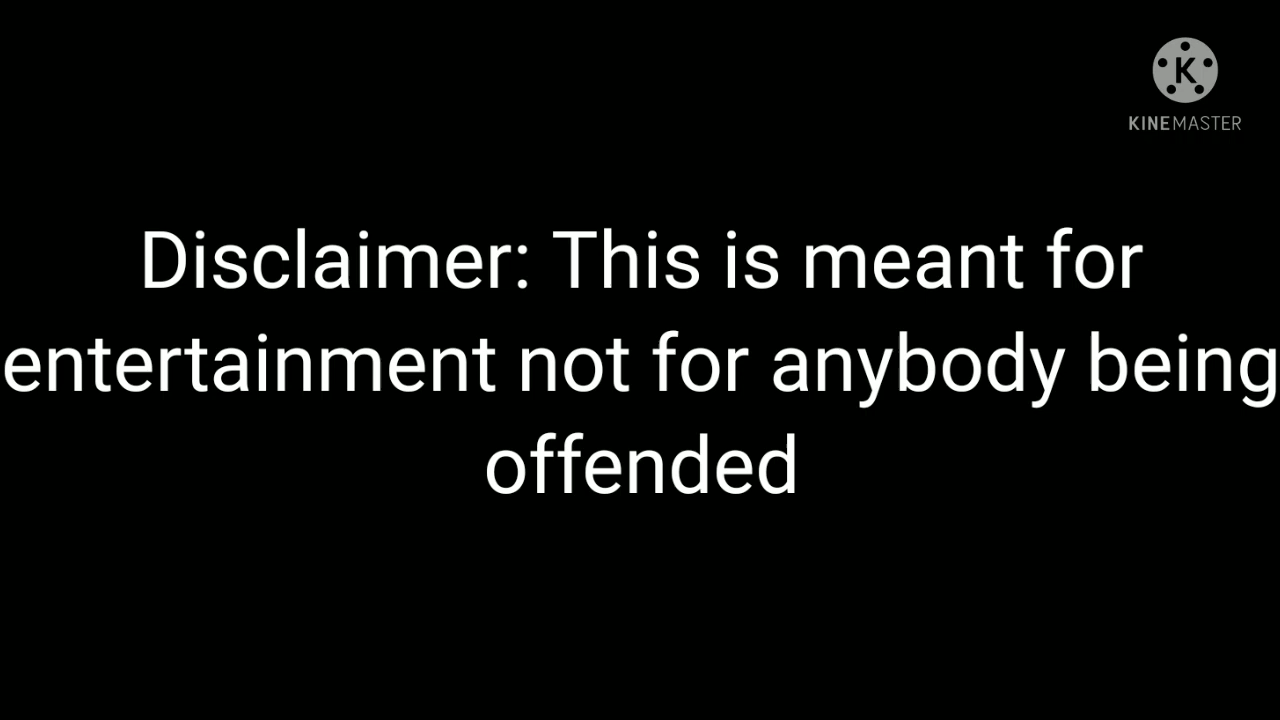 K
KINEMASTER
Disclaimer: This is meant for
entertainment not for anybody being
offended